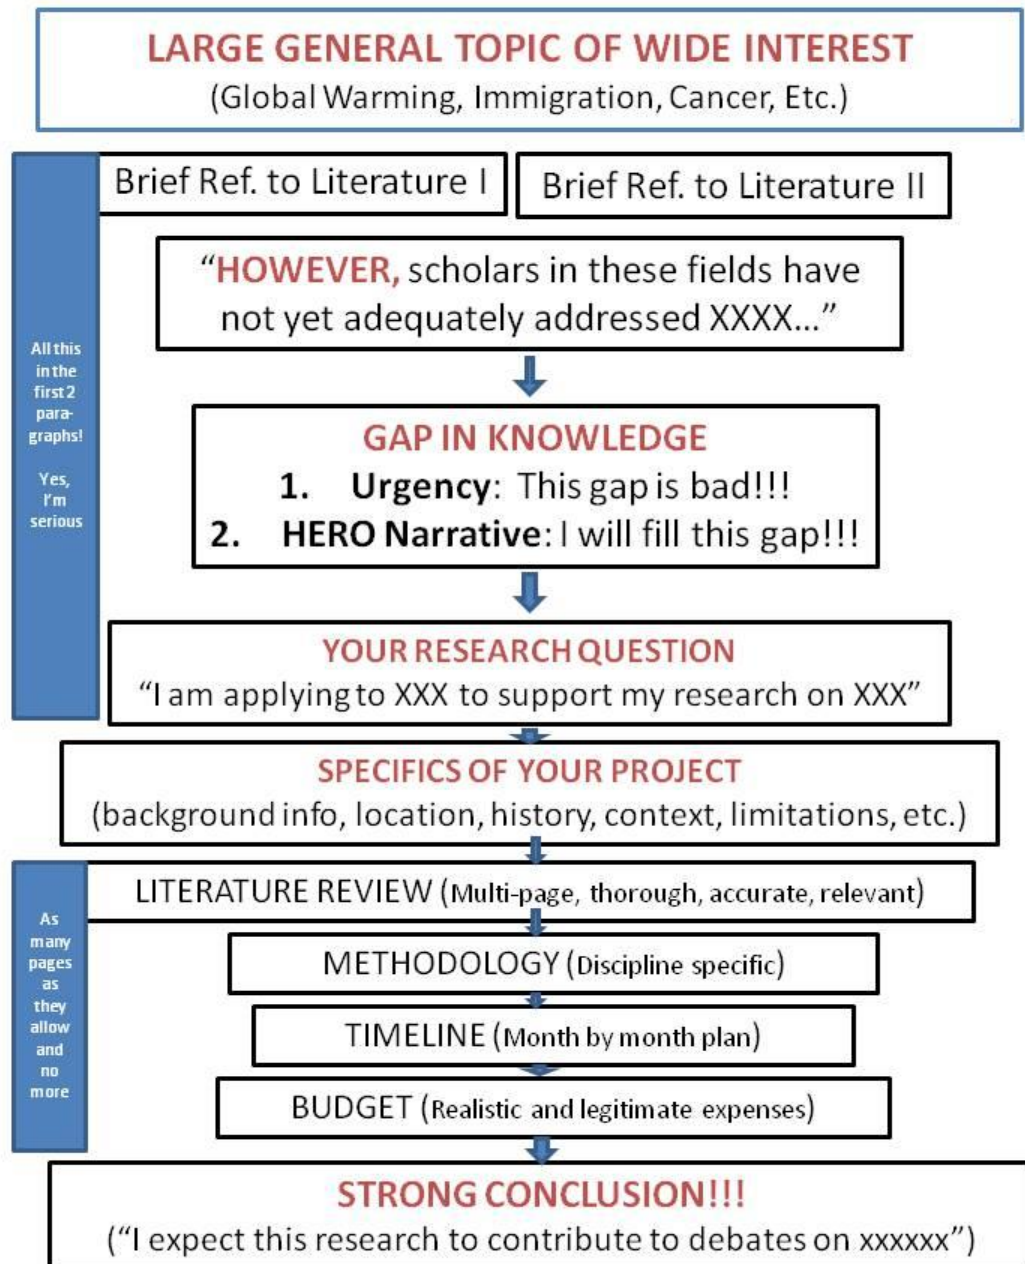 LARGE GENERAL TOPIC OF WIDE INTEREST
(Global Warming, Immigration, Cancer, Etc.)
Brief Ref. to Literature I
Brief Ref. to Literature II
“HOWEVER, scholars in these fields have
not yet adequately addressed XXXX...”
All this
in the
first 2
para-
graphs!
Yes,
I’m
serious
GAP IN KNOWLEDGE
1. Urgency: This gap is bad!!!
2. HERO Narrative: I will fill this gap!!!
YOUR RESEARCH QUESTION
“I am applying to XXX to support my research on XXX”
SPECIFICS OF YOUR PROJECT
(background info, location, history, context, limitations, etc.)
As
many
pages
as
they
allow
and
no
more
LITERATURE REVIEW (Multi-page, thorough, accurate, relevant)
METHODOLOGY (Discipline specific)
TIMELINE (Month by month plan)
BUDGET (Realistic and legitimate expenses)
STRONG CONCLUSION!!!
(“I expect this research to contribute to debates on xxxxxx”)